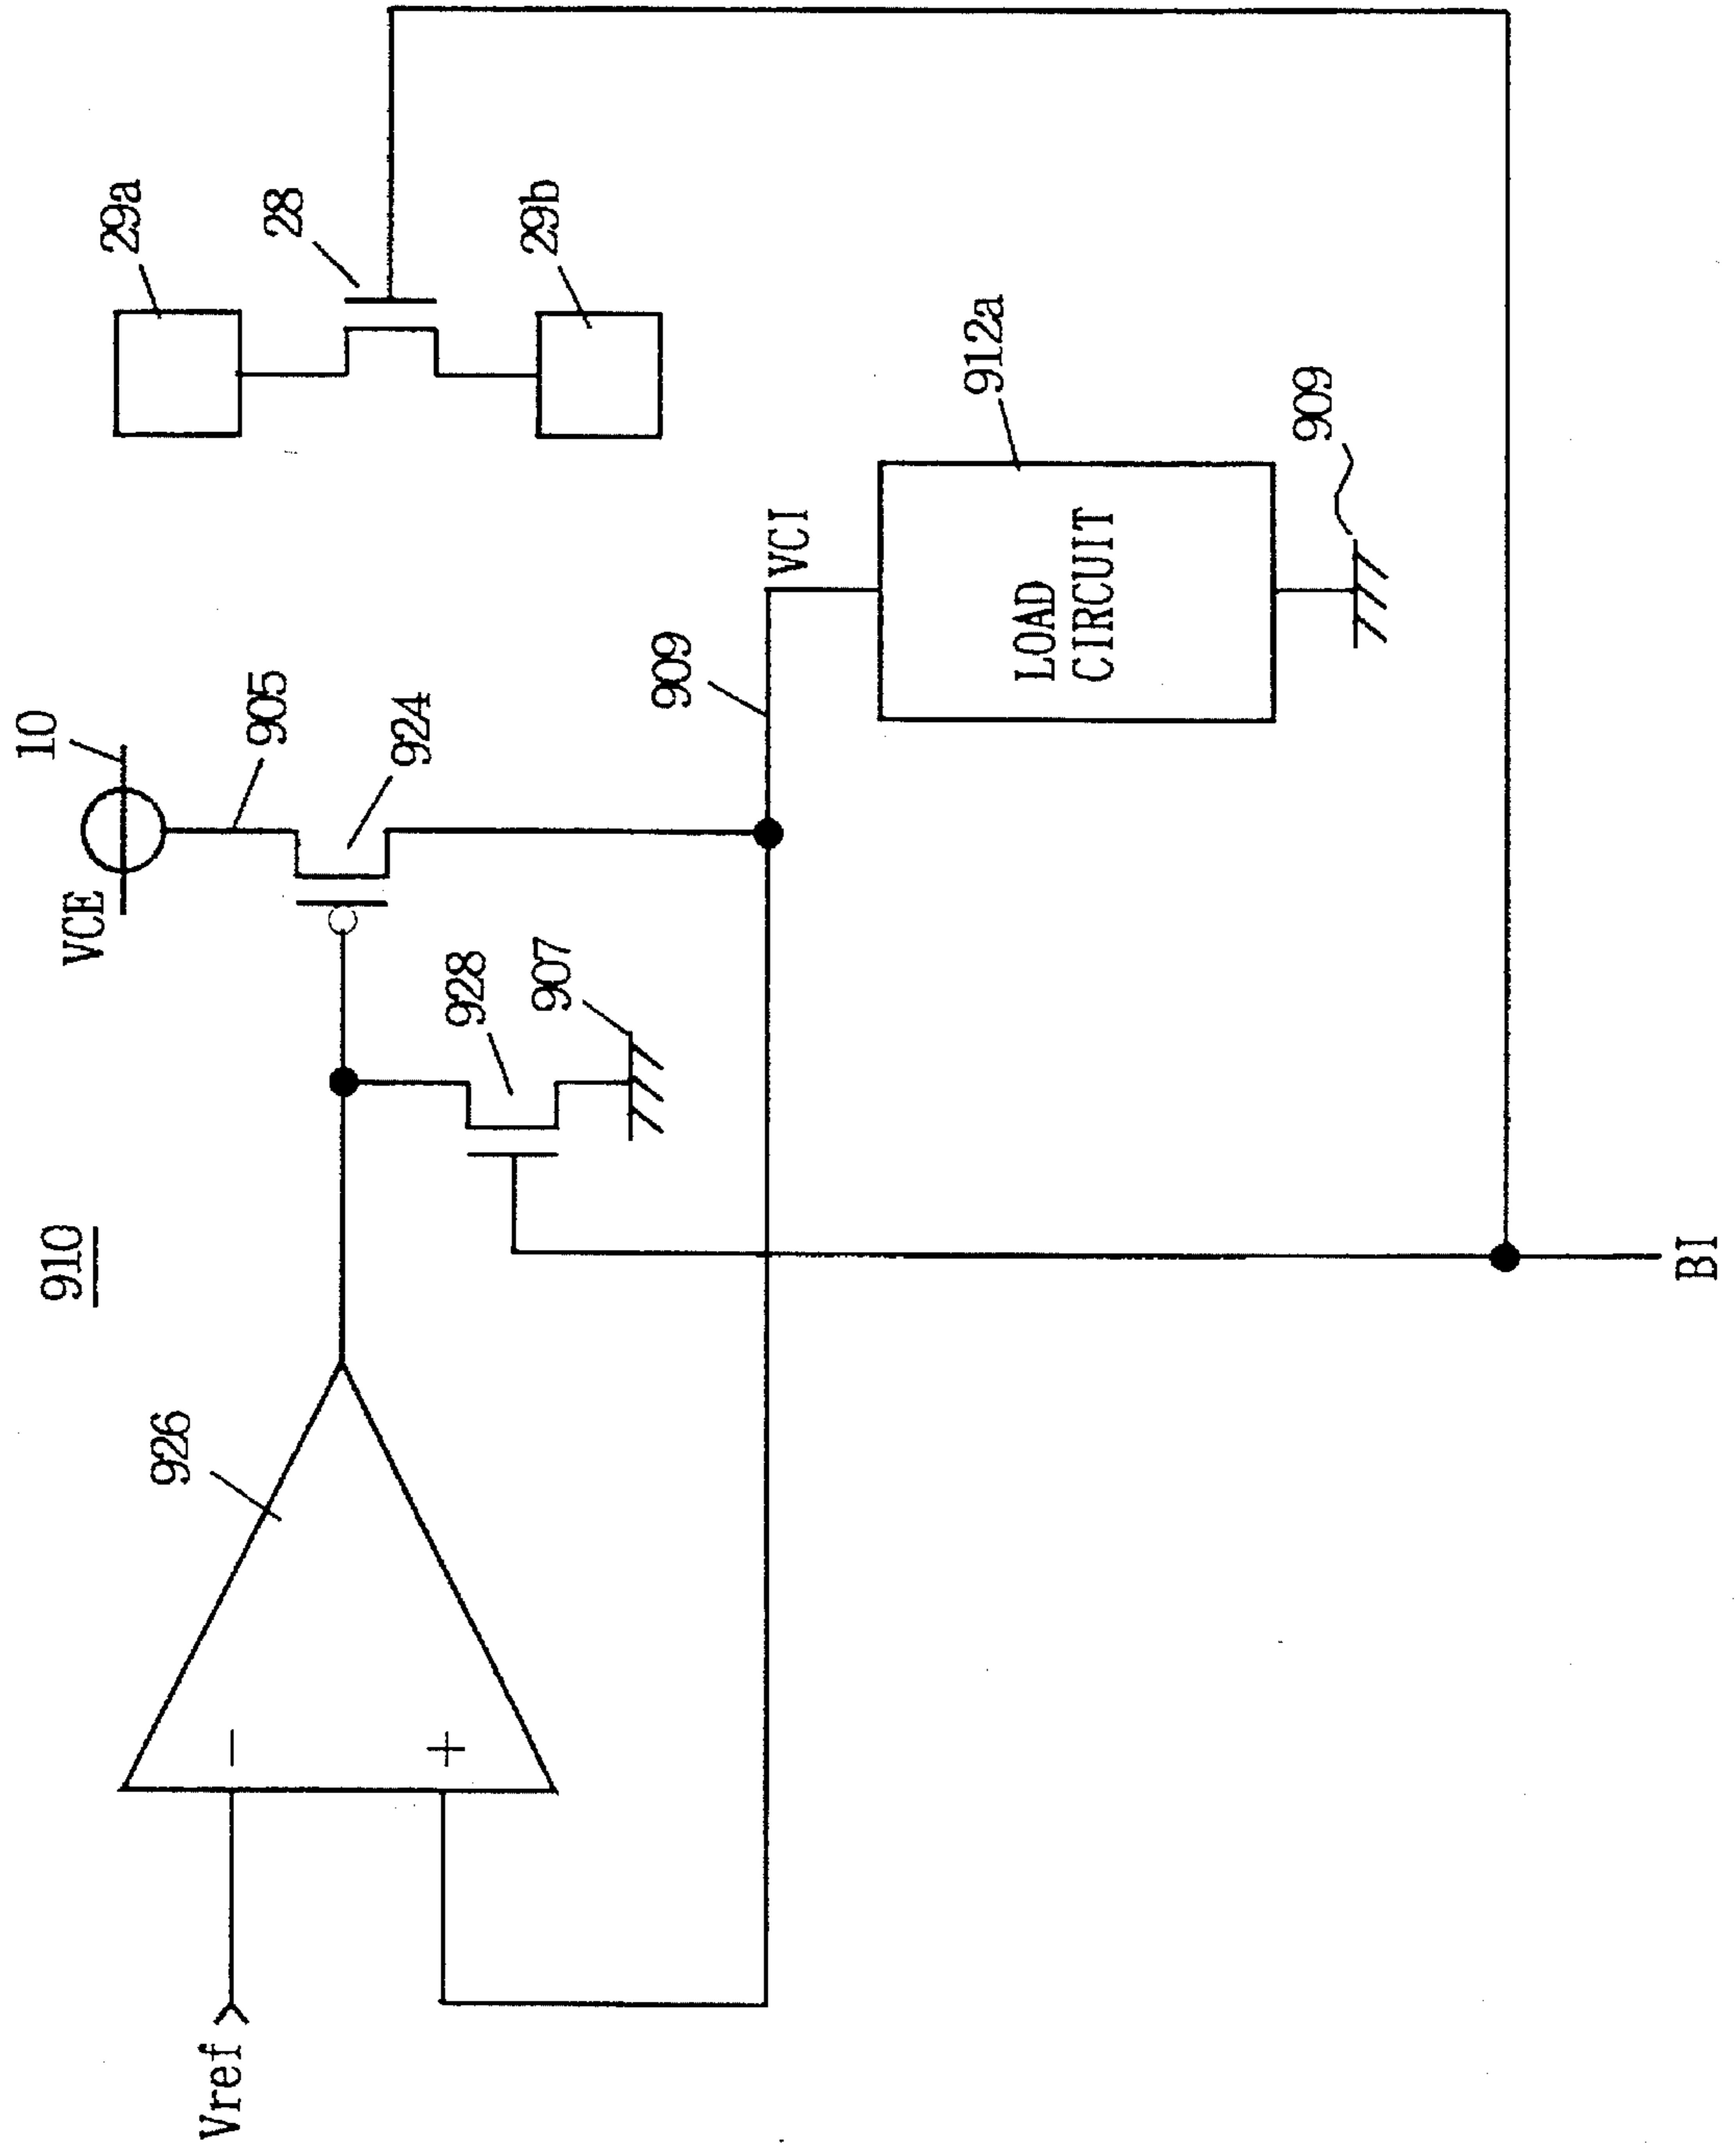 910
VCE
10
905
924
926
928
907
Vref
-
+
909
VCI
29a
28
29b
912a
LOAD
CIRCUIT
909
BI